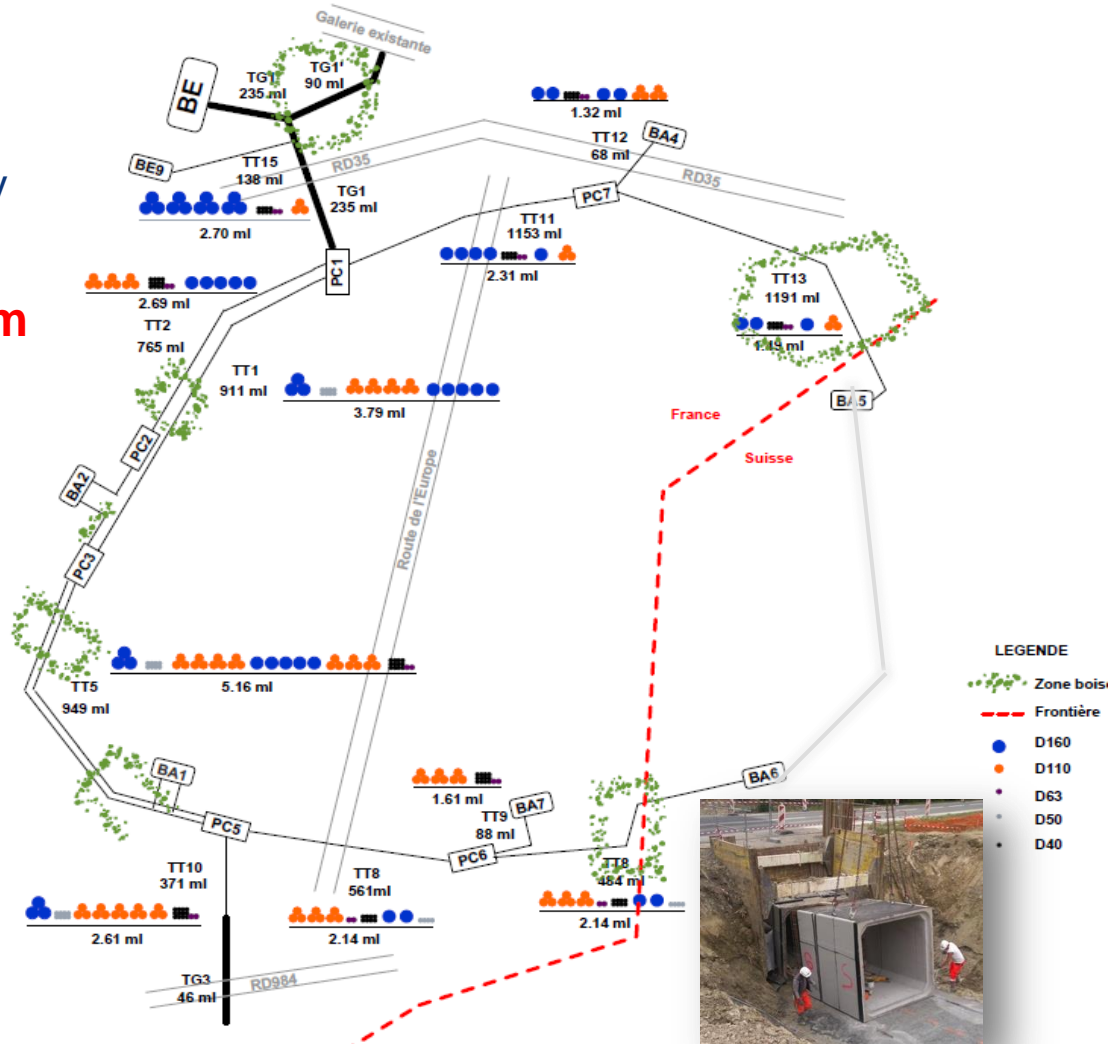 Galerie existante
TG1'
90 ml
TG1
235 ml
BE
1.32 ml
BA4
TT12
68 ml
RD35
RD35
BE9
TT15
138 ml
TG1
235 ml
PC7
2.70 ml
TT11
1153 ml
2.31 ml
PC1
TT13
1191 ml
1.49 ml
2.69 ml
m
TT2
765 ml
TT1
911 ml
3.79 ml
BA5
France
Suisse
PC2
BA2
Route de l'Europe
PC3
5.16 ml
TT5
949 ml
LEGENDE
Zone bois
Frontière
D160
D110
D63
D50
D40
BA1
1.61 ml
BA6
BA7
TT9
88 ml
PC5
PC6
TT10
371 ml
TT8
561ml
TT8
484 ml
2.61 ml
2.14 ml
2.14 ml
TG3
46 ml
RD984
S